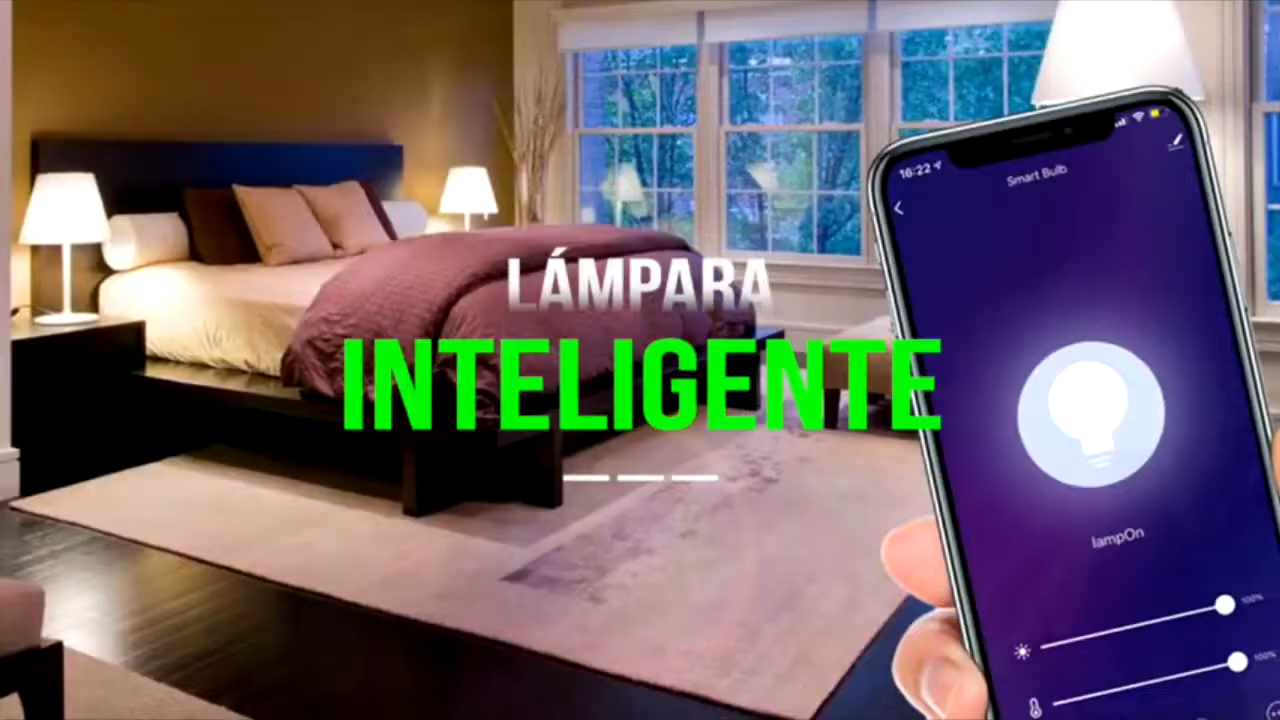 LÁMPARA
INTELIGENTE
16:22
Smart Bulb
lampOn
100%
100%